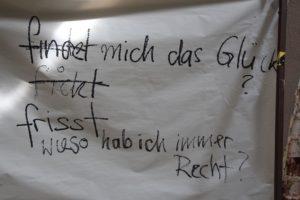 findet mich das Glück
fickt ?
frisst
wieso hab ich immer
Recht?